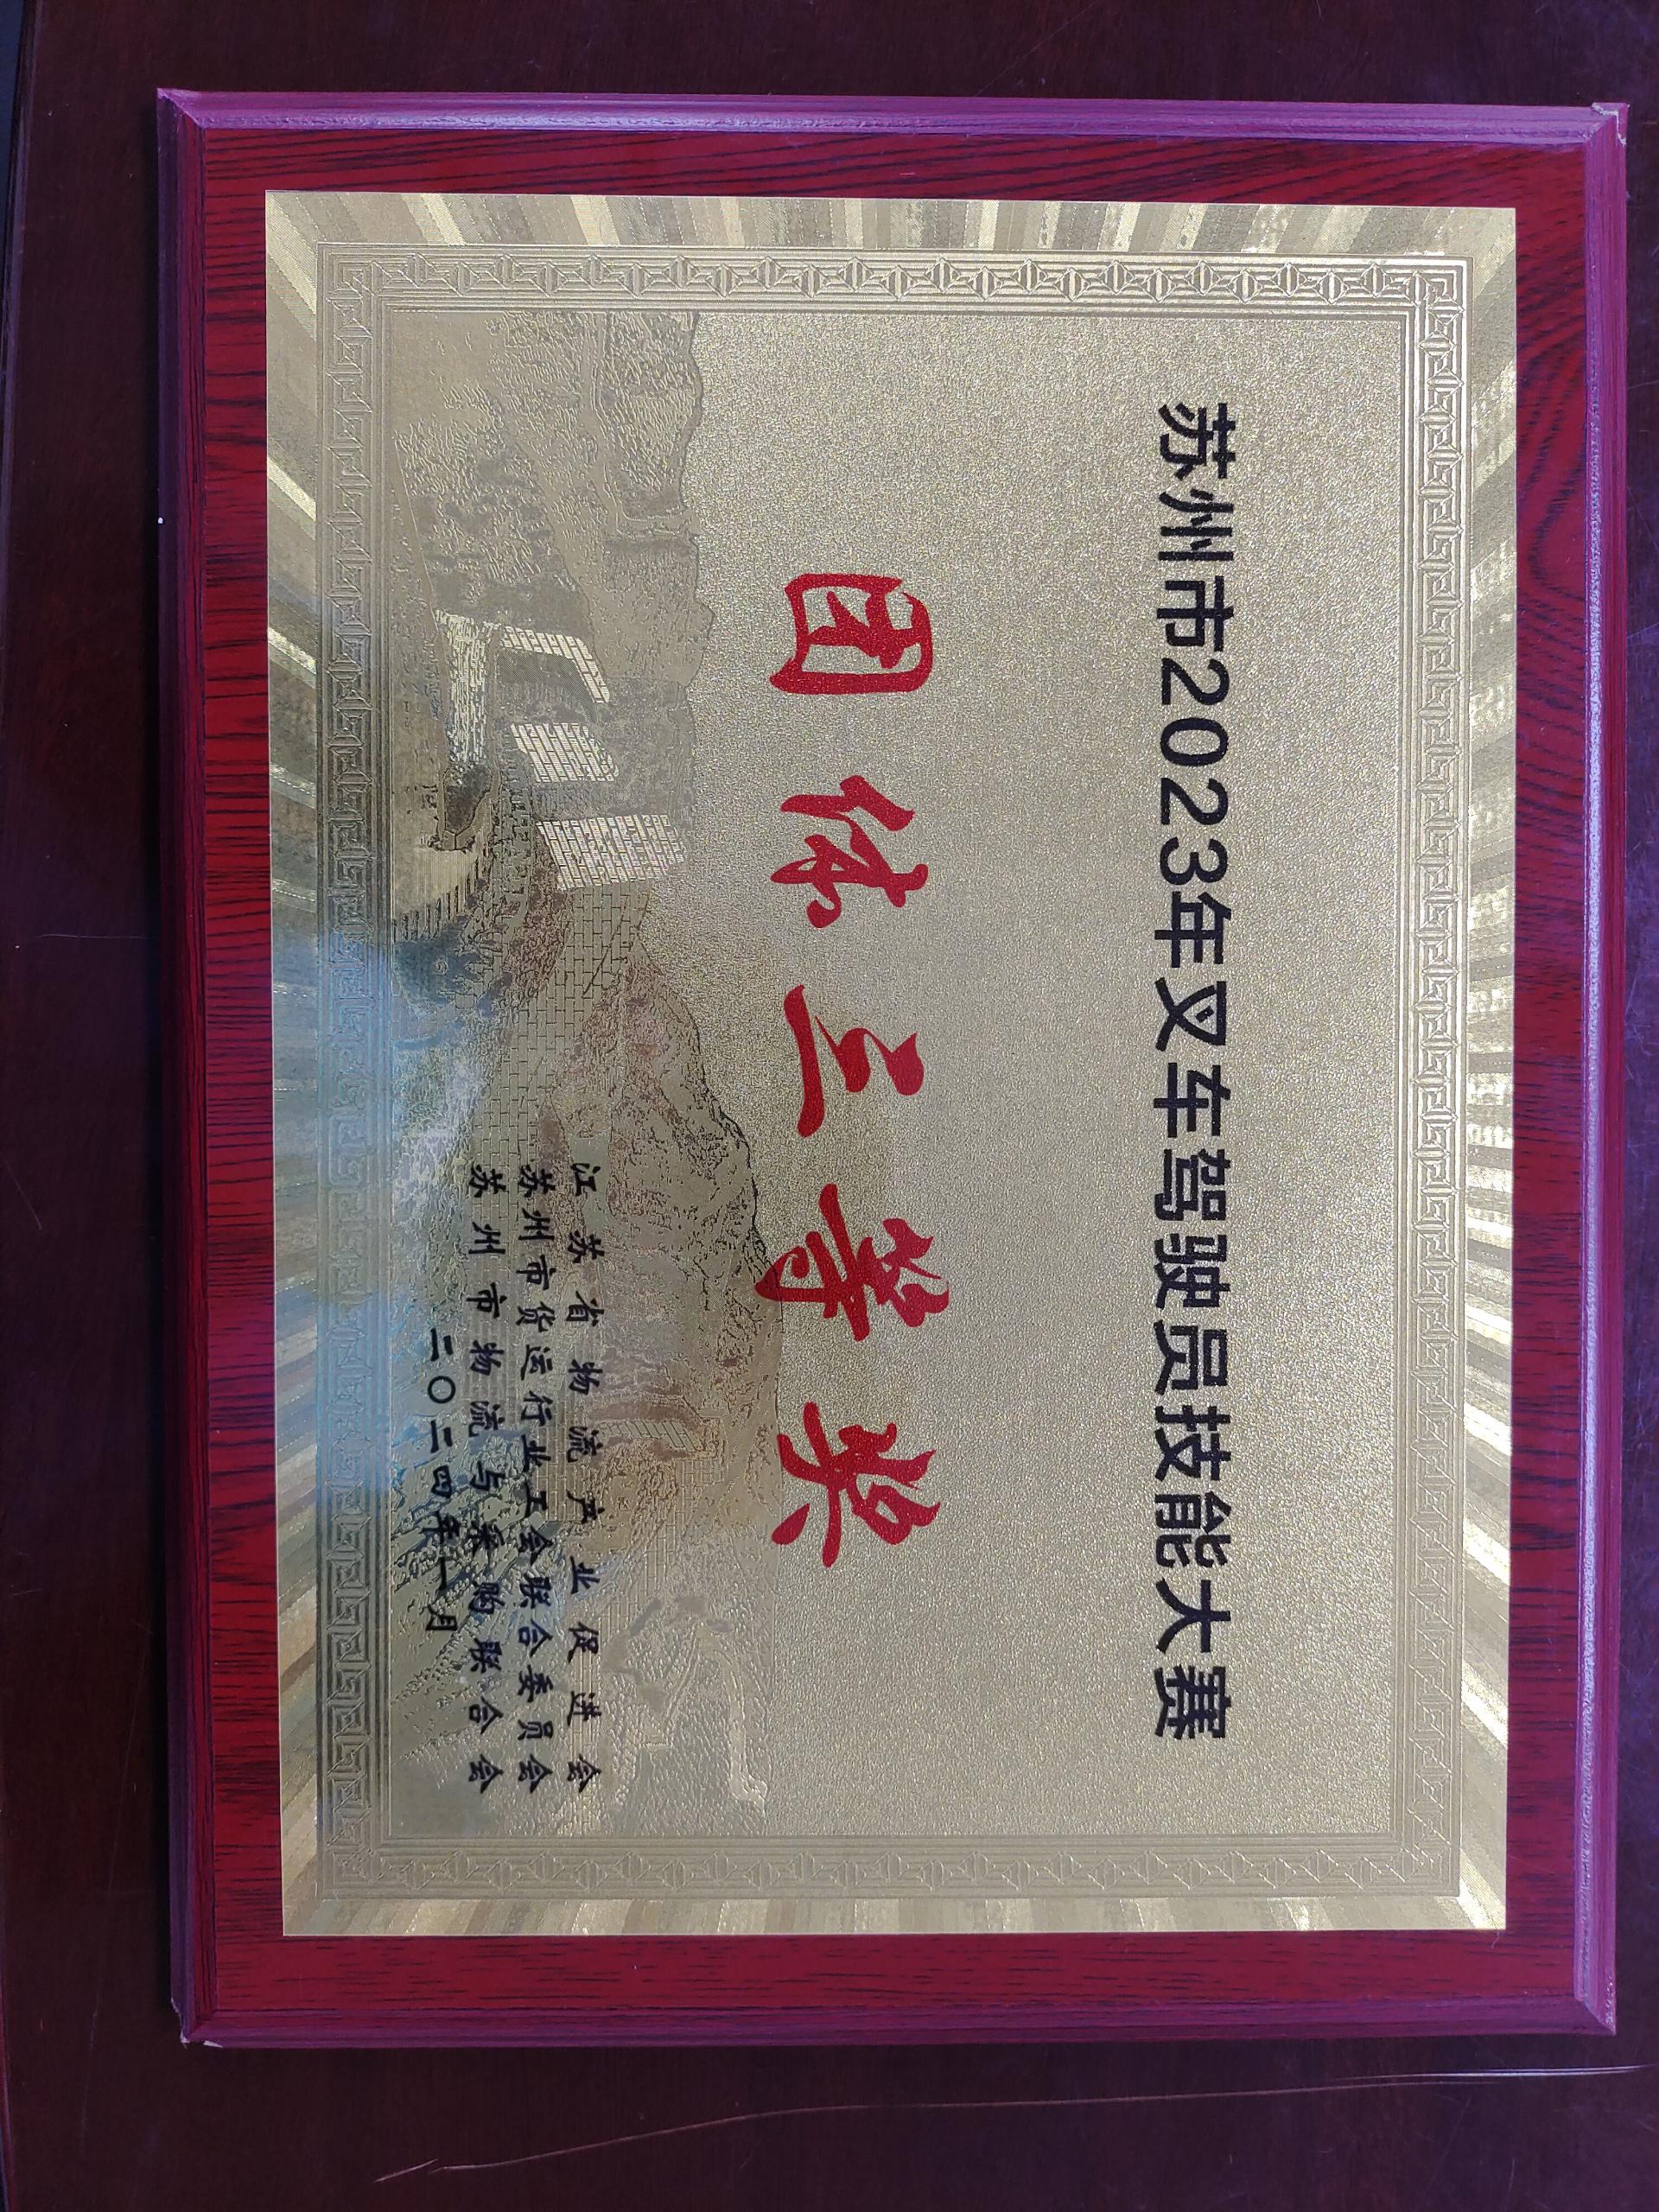 苏州市2023年叉车驾驶员技能大赛
团体三等奖
江苏省物流产业促进会
苏州市货运行业工会联合委员会
苏州市物流与采购联合会
二〇二四年一月